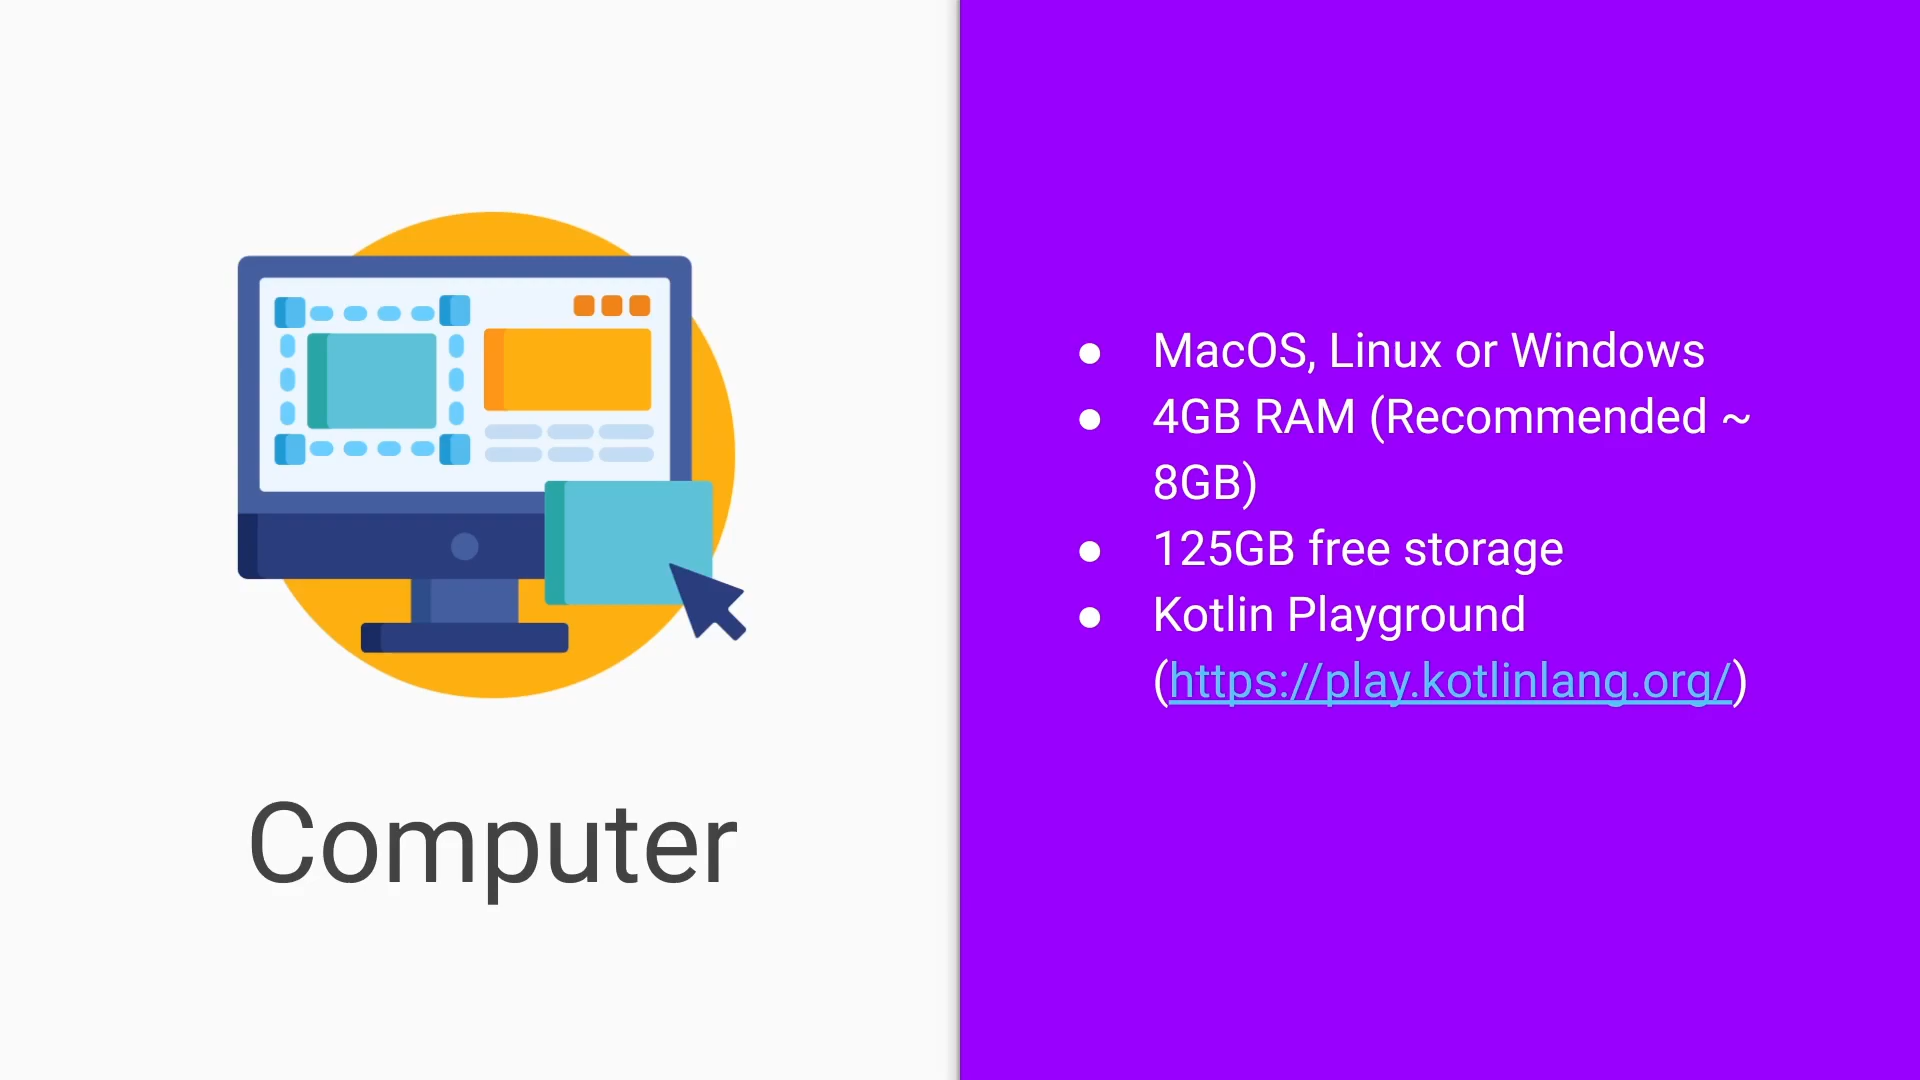 Computer
● MacOS, Linux or Windows
● 4GB RAM (Recommended ~
8GB)
● 125GB free storage
● Kotlin Playground
(https://play.kotlinlang.org/)